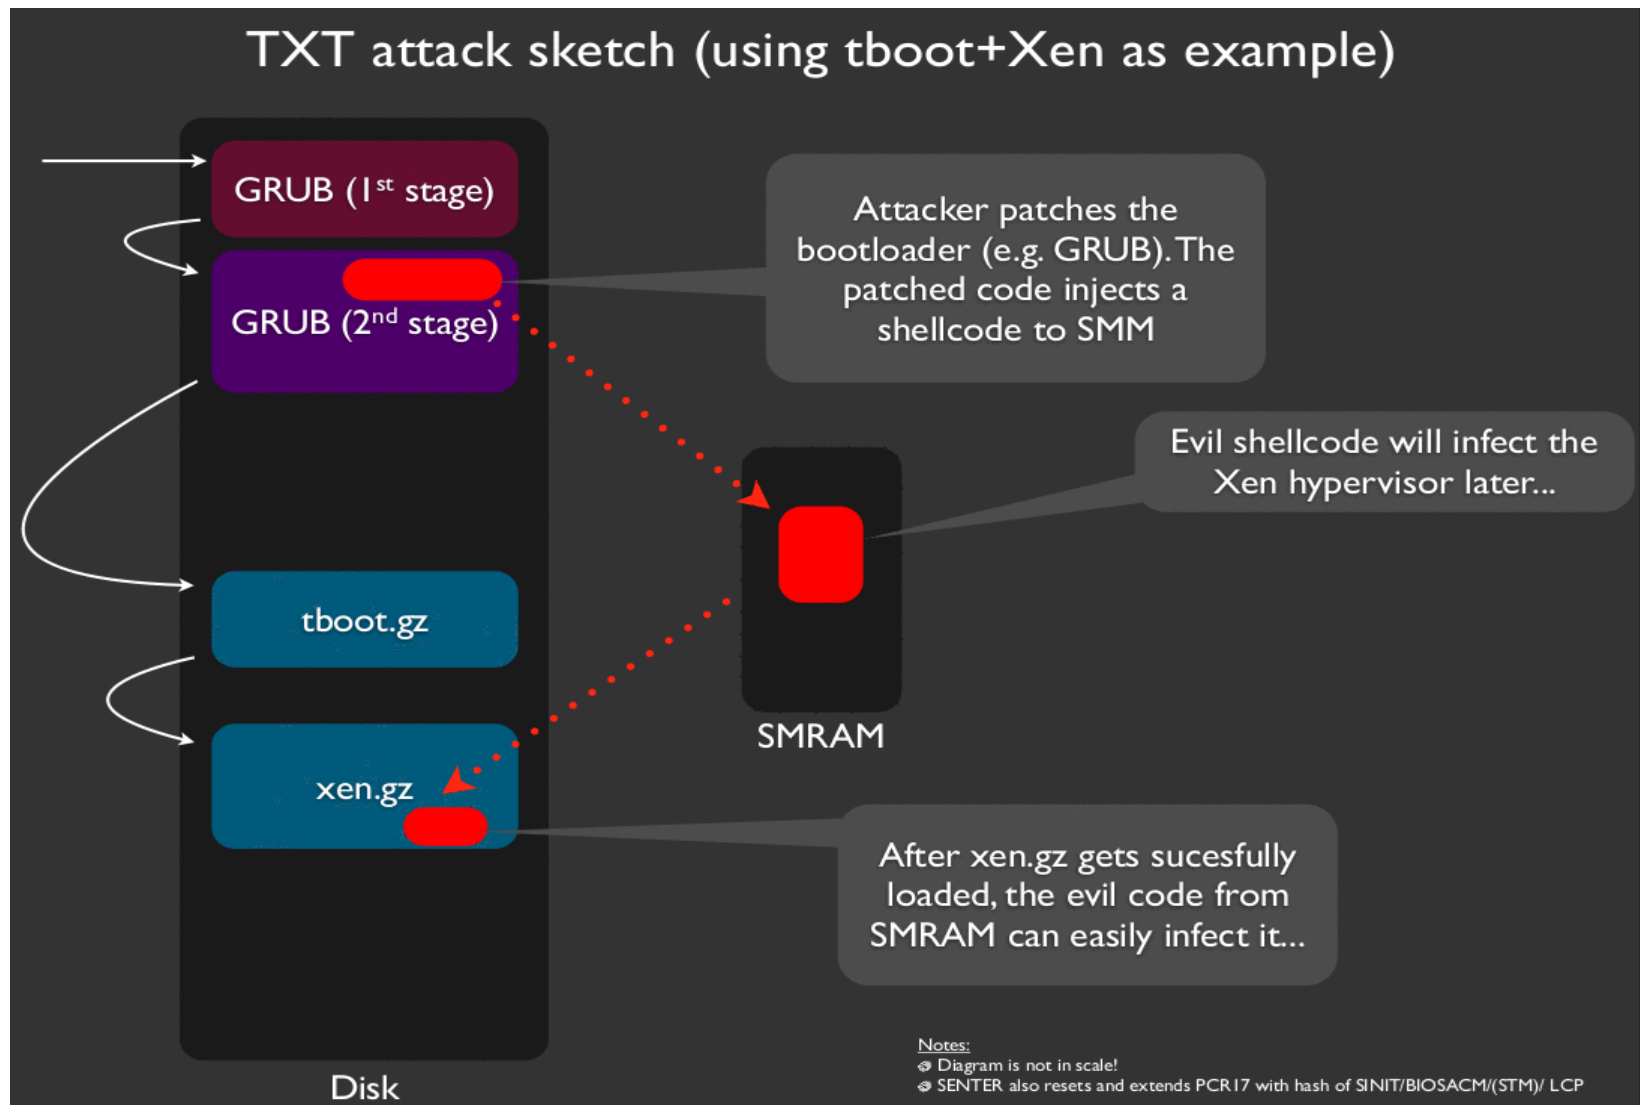 TXT attack sketch (using tboot+Xen as example)
GRUB (1st stage)
Attacker patches the
bootloader (e.g. GRUB). The
patched code injects a
shellcode to SMM
GRUB (2nd stage)
Evil shellcode will infect the
Xen hypervisor later...
tboot.gz
SMRAM
xen.gz
After xen.gz gets sucesfully
loaded, the evil code from
SMRAM can easily infect it...
Disk
Notes:
Diagram is not in scale!
SENTER also resets and extends PCR17 with hash of SINIT/BIOSACM/(STM)/ LCP